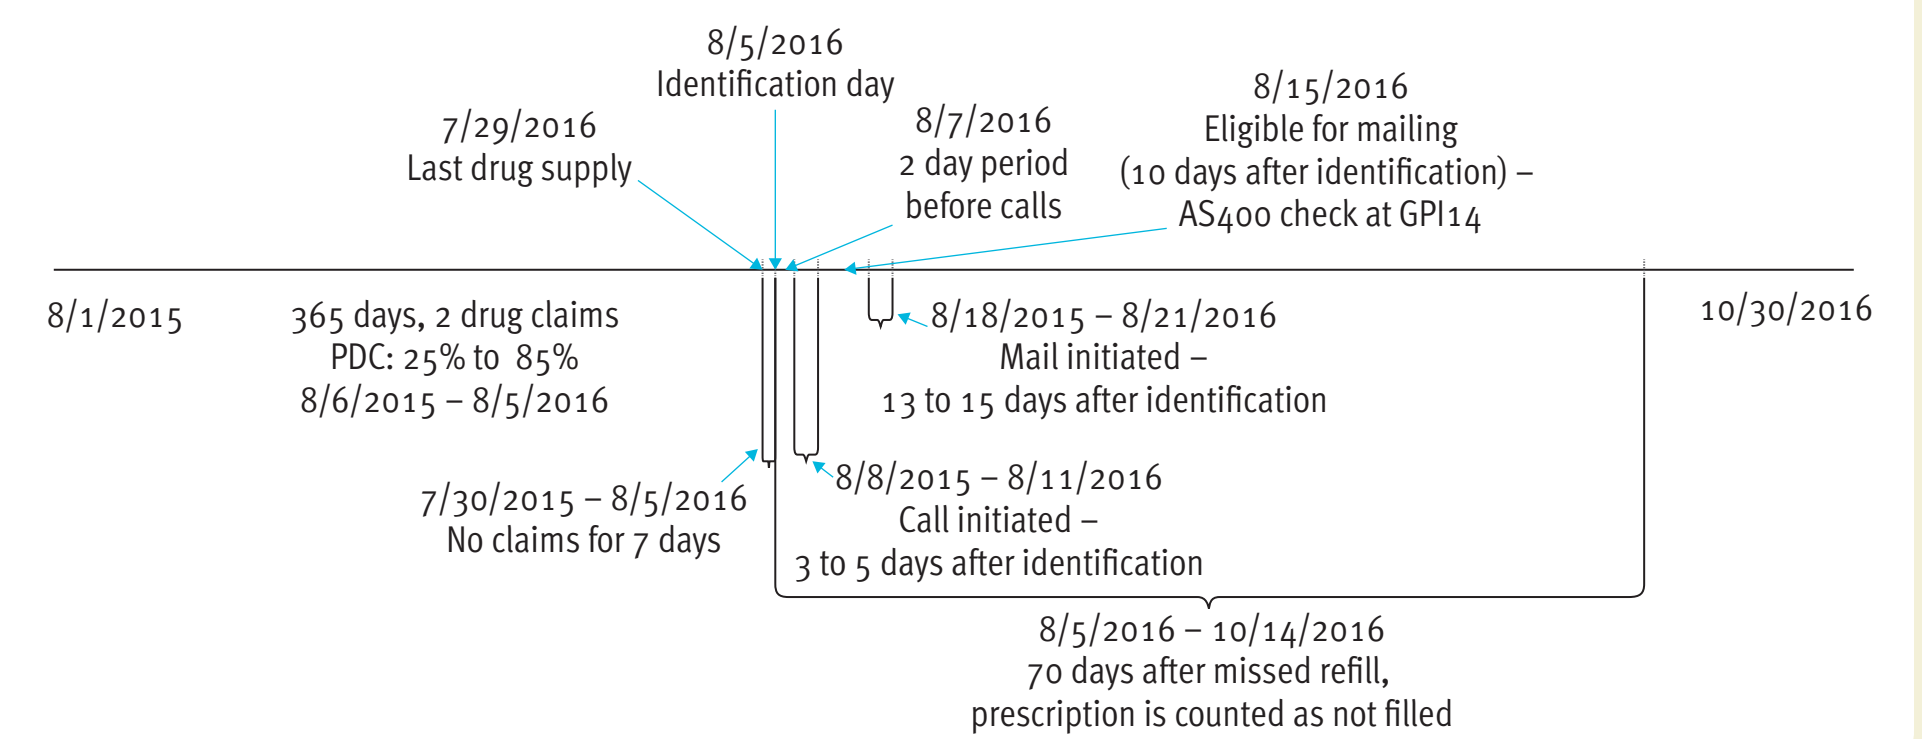 8/5/2016
Identification day
7/29/2016
Last drug supply
8/7/2016
2 day period
before calls
8/15/2016
Eligible for mailing
(10 days after identification) –
AS400 check at GPI14
8/1/2015
365 days, 2 drug claims
PDC: 25% to 85%
8/6/2015 – 8/5/2016
8/18/2015 – 8/21/2016
Mail initiated –
13 to 15 days after identification
10/30/2016
7/30/2015 – 8/5/2016
No claims for 7 days
8/8/2015 – 8/11/2016
Call initiated –
3 to 5 days after identification
8/5/2016 – 10/14/2016
70 days after missed refill,
prescription is counted as not filled